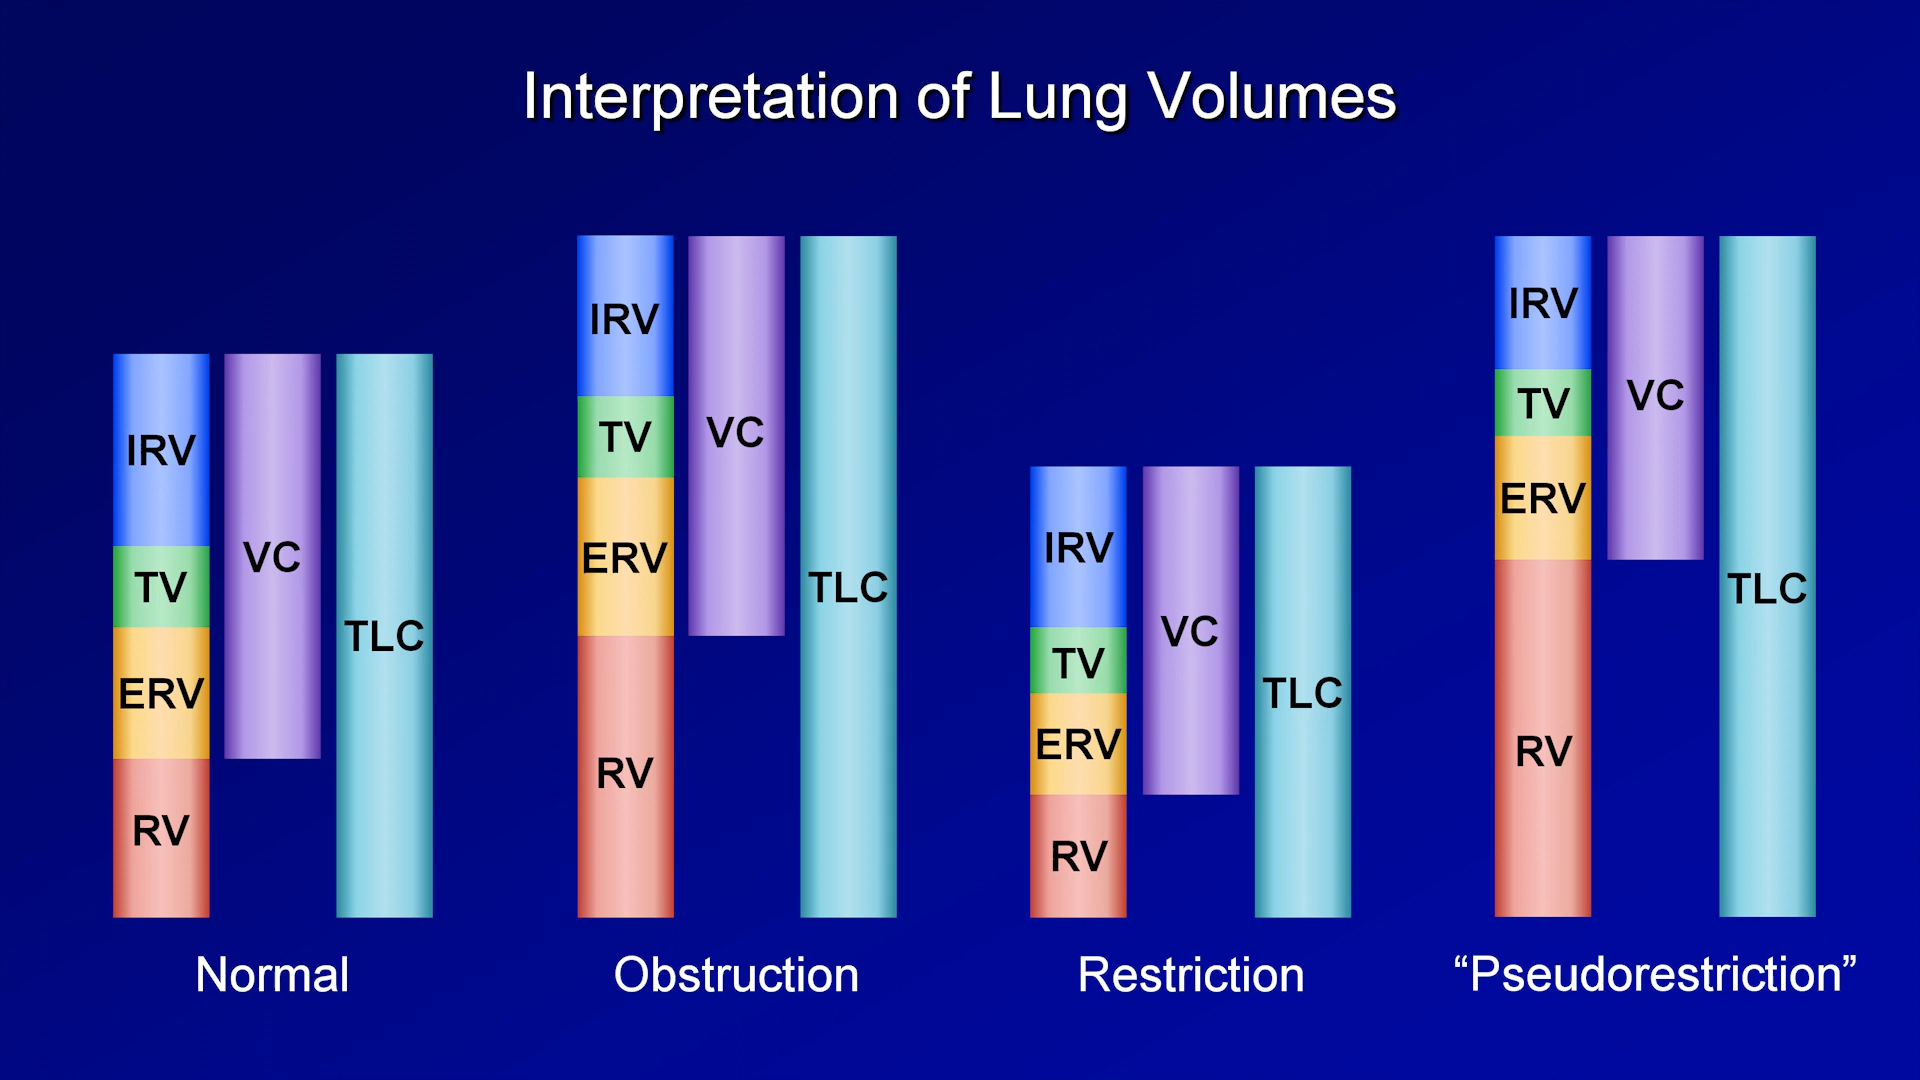 Interpretation of Lung Volumes
IRV
TV
ERV
RV
VC
TLC
Normal
IRV
TV
ERV
RV
VC
TLC
Obstruction
IRV
TV
ERV
RV
VC
TLC
Restriction
IRV
TV
ERV
RV
VC
TLC
“Pseudorestriction”